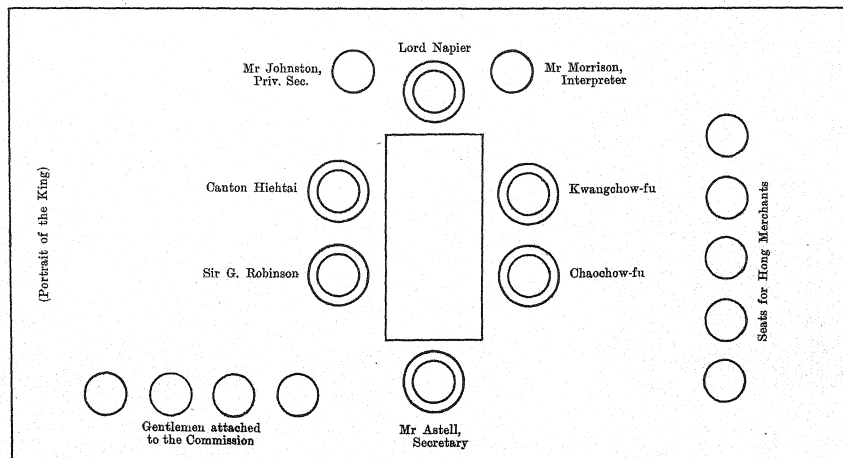 Lord Napier
Mr Johnston,
Priv. Sec.
Mr Morrison,
Interpreter
(Portrait of the King)
Canton Hiehtai
Kwangchow-fu
Sir G. Robinson
Chaochow-fu
Seats for Hong Merchants
Gentlemen attached
to the Commission
Mr Astell,
Secretary